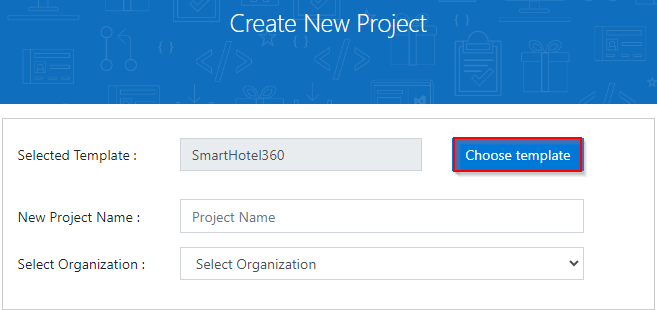 Create New Project
Selected Template : SmartHotel360 Choose template
New Project Name : Project Name
Select Organization : Select Organization